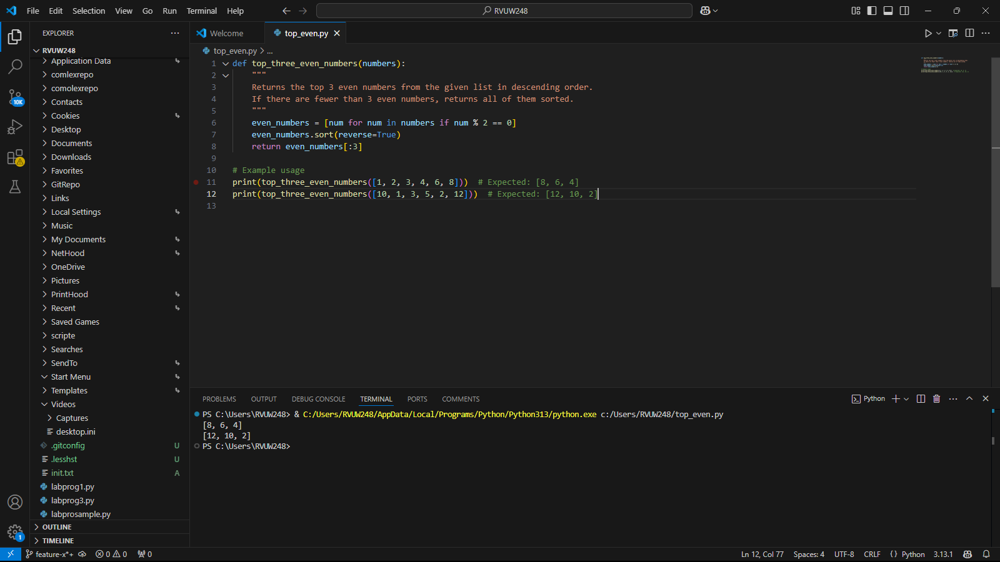 File Edit Selection View Go Run Terminal Help
RVUW248
EXPLORER
RVUW248
Application Data
comlexrepo
comolexrepo
Contacts
Cookies
Desktop
Documents
Downloads
Favorites
GitRepo
Links
Local Settings
Music
My Documents
NetHood
OneDrive
Pictures
PrintHood
Recent
Saved Games
scripte
Searches
SendTo
Start Menu
Templates
Videos
Captures
desktop.ini
.gitconfig U
.lesshst U
init.txt A
labprog1.py
labprog3.py
labprosample.py
OUTLINE
TIMELINE
10K
1
Welcome
top_even.py
top_even.py > ...
1 def top_three_even_numbers(numbers):
2 """
3 Returns the top 3 even numbers from the given list in descending order.
4 If there are fewer than 3 even numbers, returns all of them sorted.
5 """
6 even_numbers = [num for num in numbers if num % 2 == 0]
7 even_numbers.sort(reverse=True)
8 return even_numbers[:3]
9
10 # Example usage
11 print(top_three_even_numbers([1, 2, 3, 4, 6, 8])) # Expected: [8, 6, 4]
12 print(top_three_even_numbers([10, 1, 3, 5, 2, 12])) # Expected: [12, 10, 2]
13
PROBLEMS OUTPUT DEBUG CONSOLE TERMINAL PORTS COMMENTS
Python
PS C:\Users\RVUW248> & C:/Users/RVUW248/AppData/Local/Programs/Python/Python313/python.exe c:/Users/RVUW248/top_even.py
[8, 6, 4]
[12, 10, 2]
PS C:\Users\RVUW248>
feature-x*+ 0 0 0
Ln 12, Col 77 Spaces: 4 UTF-8 CRLF {} Python 3.13.1